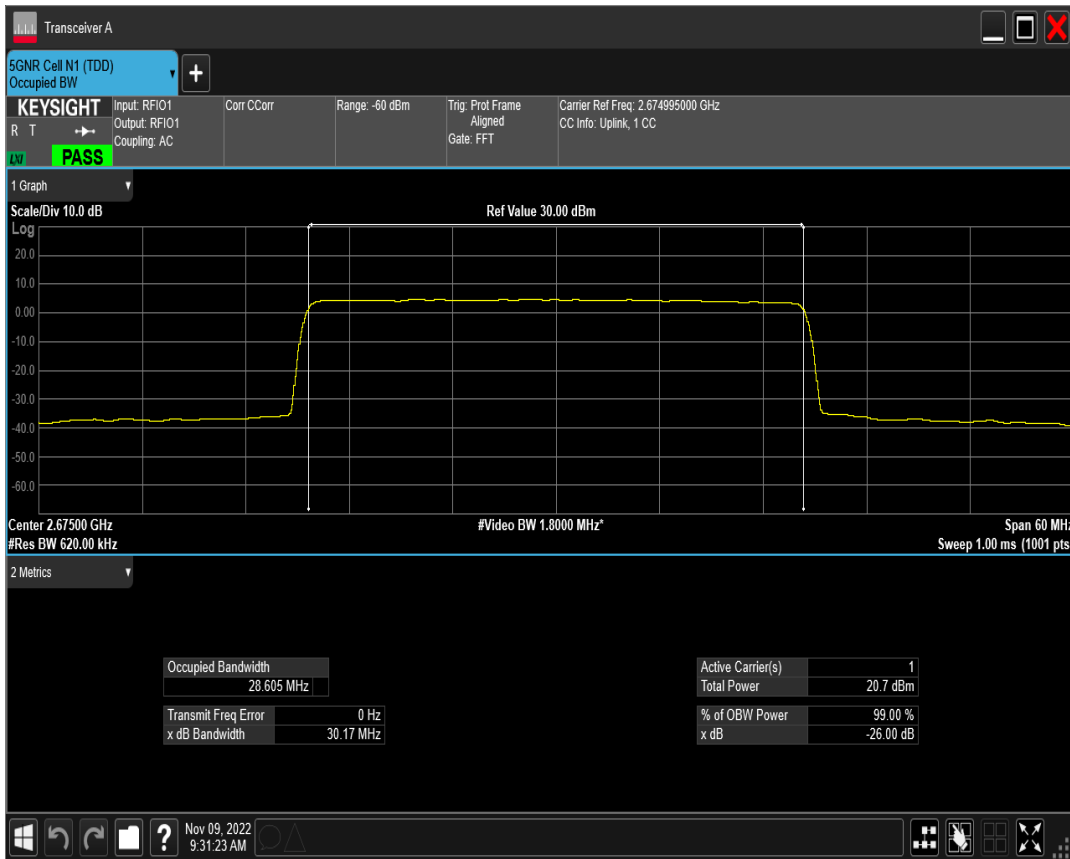 Transceiver A
5GNR Cell N1 (TDD)
Occupied BW
+
KEYSIGHT
R T
LXI
PASS
Input: RFIO1
Output: RFIO1
Coupling: AC
Corr CCorr
Range: -60 dBm
Trig: Prot Frame
Aligned
Gate: FFT
Carrier Ref Freq: 2.674995000 GHz
CC Info: Uplink, 1 CC
1 Graph
Scale/Div 10.0 dB
Ref Value 30.00 dBm
Log
20.0
10.0
0.00
-10.0
-20.0
-30.0
-40.0
-50.0
-60.0
Center 2.67500 GHz
#Video BW 1.8000 MHz*
Span 60 MHz
#Res BW 620.00 kHz
Sweep 1.00 ms (1001 pts
2 Metrics
Occupied Bandwidth
28.605 MHz
Transmit Freq Error 0 Hz
x dB Bandwidth 30.17 MHz
Active Carrier(s) 1
Total Power 20.7 dBm
% of OBW Power 99.00 %
x dB -26.00 dB
?
Nov 09, 2022
9:31:23 AM